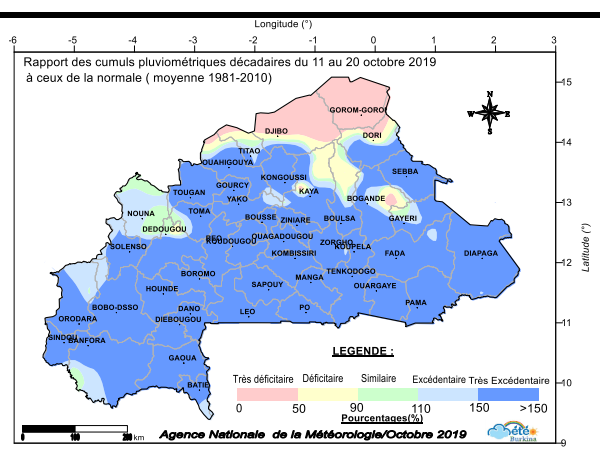 Longitude (°)
-6 -5 -4 -3 -2 -1 0 1 2 3
Rapport des cumuls pluviométriques décadaires du 11 au 20 octobre 2019
à ceux de la normale ( moyenne 1981-2010)
15
N
W E
S
GOROM-GOROM
DJIBO
DORI
14
TITAO
OUAHIGOUYA
SEBBA
KONGOUSSI
GOURCY
TOUGAN
KAYA
YAKO
BOGANDE
13
NOUNA
TOMA
BOUSSE
ZINIARE
BOULSA
GAYERI
DEDOUGOU
REO
KOUDOUGOU
OUAGADOUGOU
ZORGHO
KOUPELA
SOLENSO
KOMBISSIRI
FADA
DIAPAGA
12
BOROMO
TENKODOGO
MANGA
HOUNDE
SAPOUY
OUARGAYE
BOBO-DSSO
DANO
LEO
PO
PAMA
ORODARA
DIEBOUGOU
11
SINDOU
BANFORA
GAOUA
BATIE
10
9
Latitude (°)
LEGENDE :
Très déficitaire Déficitaire Similaire Excédentaire Très Excédentaire
0 50 90 110 150 >150
Pourcentages(%)
0 100 200 km
Agence Nationale de la Météorologie/Octobre 2019
météo
Burkina